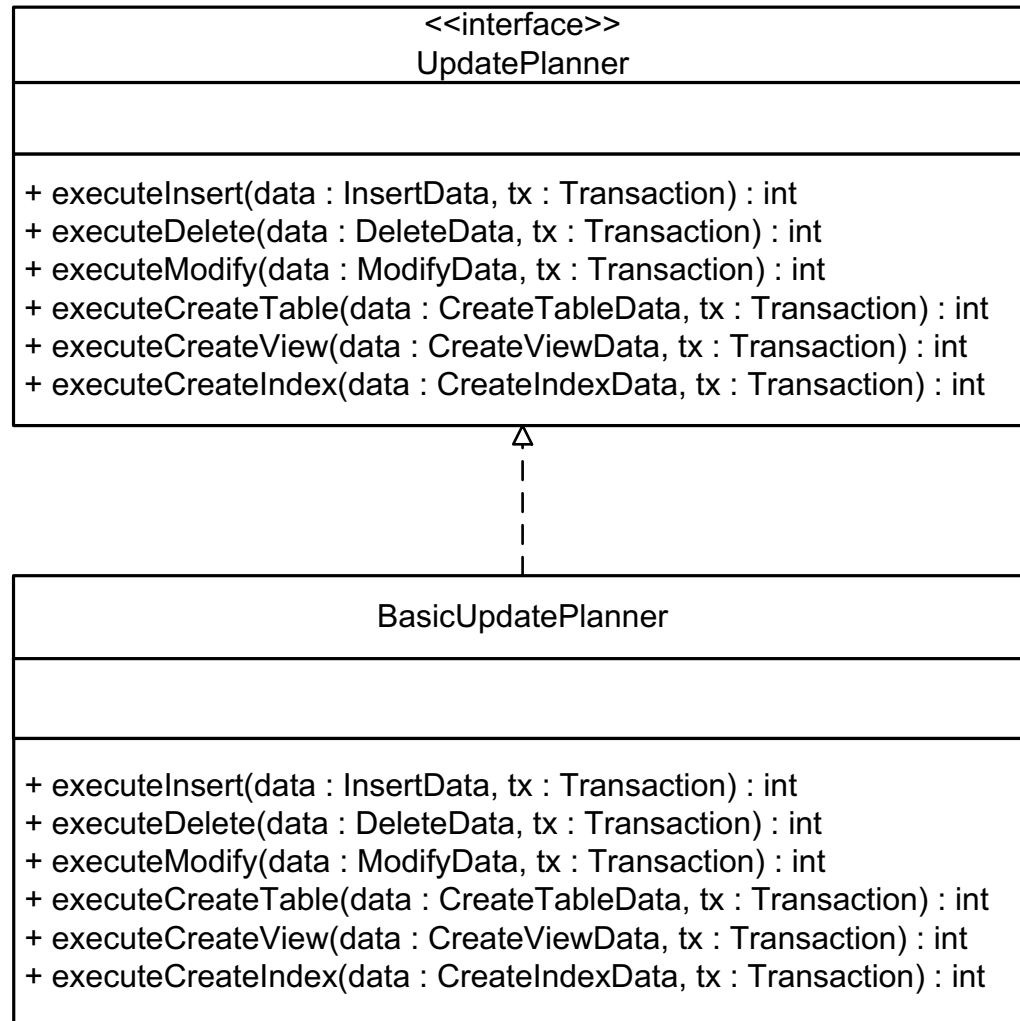 <<interface>>
UpdatePlanner
+ executeInsert(data : InsertData, tx : Transaction) : int
+ executeDelete(data : DeleteData, tx : Transaction) : int
+ executeModify(data : ModifyData, tx : Transaction) : int
+ executeCreateTable(data : CreateTableData, tx : Transaction) : int
+ executeCreateView(data : CreateViewData, tx : Transaction) : int
+ executeCreateIndex(data : CreateIndexData, tx : Transaction) : int
BasicUpdatePlanner
+ executeInsert(data : InsertData, tx : Transaction) : int
+ executeDelete(data : DeleteData, tx : Transaction) : int
+ executeModify(data : ModifyData, tx : Transaction) : int
+ executeCreateTable(data : CreateTableData, tx : Transaction) : int
+ executeCreateView(data : CreateViewData, tx : Transaction) : int
+ executeCreateIndex(data : CreateIndexData, tx : Transaction) : int